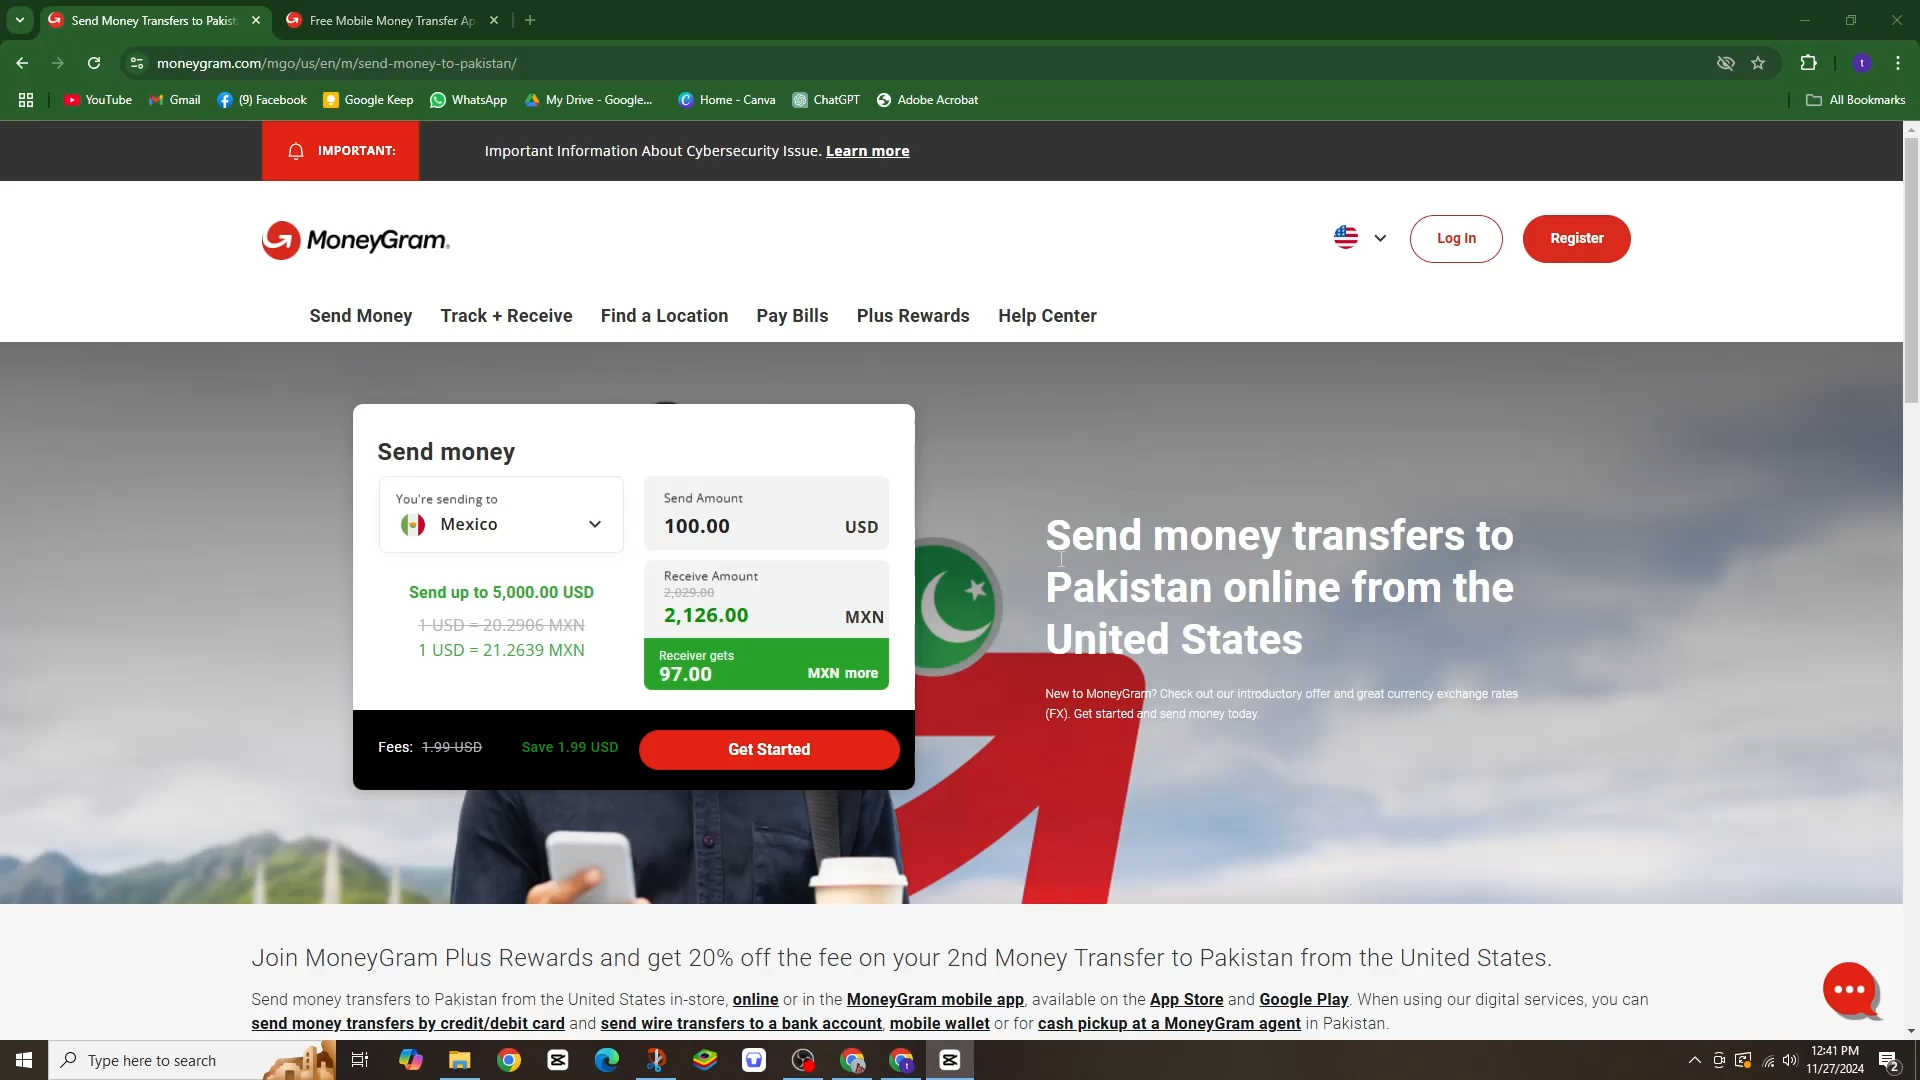 Send Money Transfers to Pakist
Free Mobile Money Transfer Ap
moneygram.com/mgo/us/en/m/send-money-to-pakistan/
t
YouTube
Gmail
(9) Facebook
Google Keep
WhatsApp
My Drive - Google...
Home - Canva
ChatGPT
Adobe Acrobat
All Bookmarks
IMPORTANT:
Important Information About Cybersecurity Issue. Learn more
MoneyGram.
Log In
Register
Send Money
Track + Receive
Find a Location
Pay Bills
Plus Rewards
Help Center
Send money
You're sending to
Mexico
Send up to 5,000.00 USD
1 USD = 20.2906 MXN
1 USD = 21.2639 MXN
Send Amount
100.00 USD
Receive Amount
2,029.00
2,126.00 MXN
Receiver gets
97.00 MXN more
Fees: 1.99 USD
Save 1.99 USD
Get Started
Send money transfers to
Pakistan online from the
United States
New to MoneyGram? Check out our introductory offer and great currency exchange rates
(FX). Get started and send money today.
Join MoneyGram Plus Rewards and get 20% off the fee on your 2nd Money Transfer to Pakistan from the United States.
Send money transfers to Pakistan from the United States in-store, online or in the MoneyGram mobile app, available on the App Store and Google Play. When using our digital services, you can
send money transfers by credit/debit card and send wire transfers to a bank account, mobile wallet or for cash pickup at a MoneyGram agent in Pakistan.
Type here to search
12:41 PM
11/27/2024
2